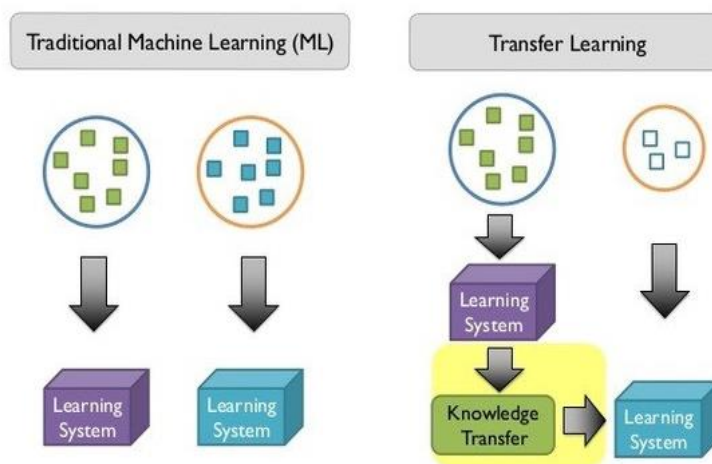 Traditional Machine Learning (ML)
Transfer Learning
Learning
System
Learning
System
Learning
System
Knowledge
Transfer
Learning
System